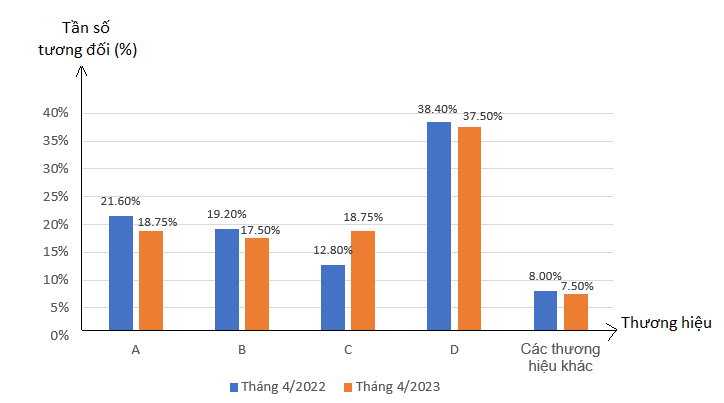 Tần số
tương đối (%)
40%
35%
30%
25%
20%
15%
10%
5%
0%
21.60%
18.75%
19.20%
17.50%
12.80%
18.75%
38.40%
37.50%
8.00%
7.50%
A
B
C
D
Các thương
hiệu khác
Thương hiệu
Tháng 4/2022
Tháng 4/2023